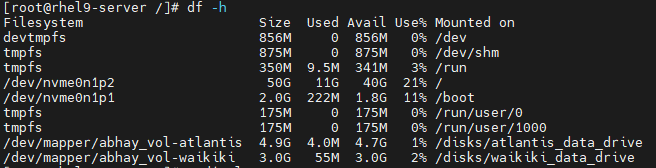 [root@rhel9-server /]# df -h
Filesystem                       Size  Used Avail Use% Mounted on
devtmpfs                         856M     0  856M   0% /dev
tmpfs                            875M     0  875M   0% /dev/shm
tmpfs                            350M  9.5M  341M   3% /run
/dev/nvme0n1p2                    50G   11G   40G  21% /
/dev/nvme0n1p1                   2.0G  222M  1.8G  11% /boot
tmpfs                            175M     0  175M   0% /run/user/0
tmpfs                            175M     0  175M   0% /run/user/1000
/dev/mapper/abhay_vol-atlantis   4.9G  4.0M  4.7G   1% /disks/atlantis_data_drive
/dev/mapper/abhay_vol-waikiki    3.0G   55M  3.0G   2% /disks/waikiki_data_drive